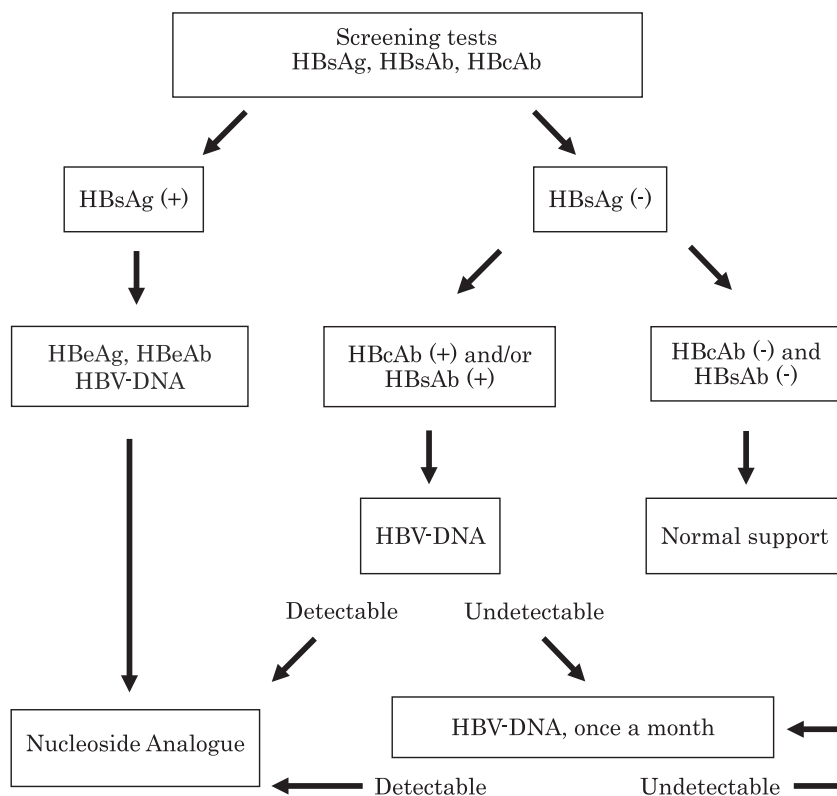 Screening tests
HBsAg, HBsAb, HBcAb
HBsAg (+)
HBsAg (-)
HBeAg, HBeAb
HBV-DNA
HBcAb (+) and/or
HBsAb (+)
HBcAb (-) and
HBsAb (-)
HBV-DNA
Normal support
Detectable
Undetectable
Nucleoside Analogue
HBV-DNA, once a month
Detectable
Undetectable